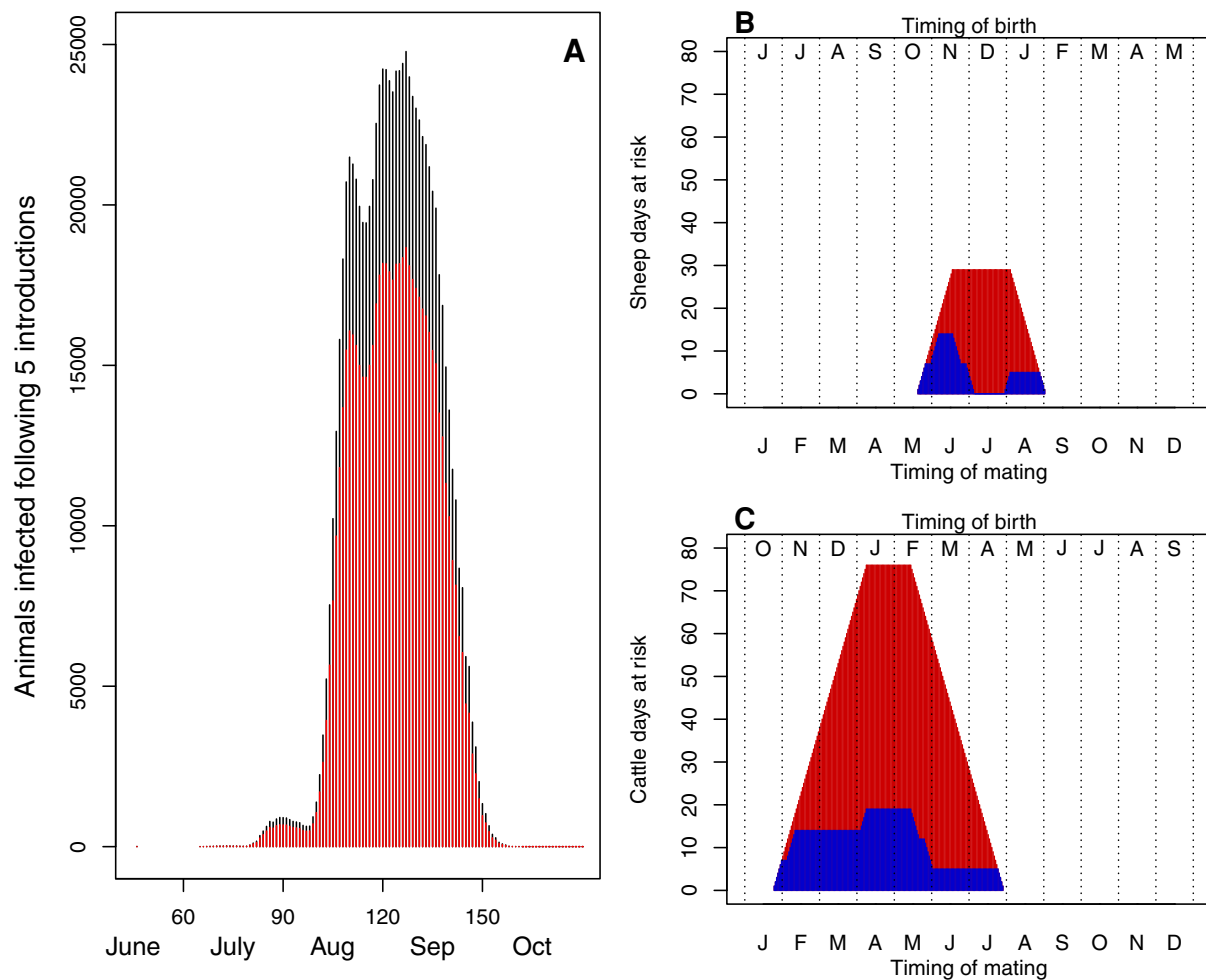 A
Animals infected following 5 introductions
25000
20000
15000
10000
5000
0
60 90 120 150
June July Aug Sep Oct
B
Timing of birth
J J A S O N D J F M A M
Sheep days at risk
80
70
60
50
40
30
20
10
0
J F M A M J J A S O N D
Timing of mating
C
Timing of birth
O N D J F M A M J J A S
Cattle days at risk
80
70
60
50
40
30
20
10
0
J F M A M J J A S O N D
Timing of mating